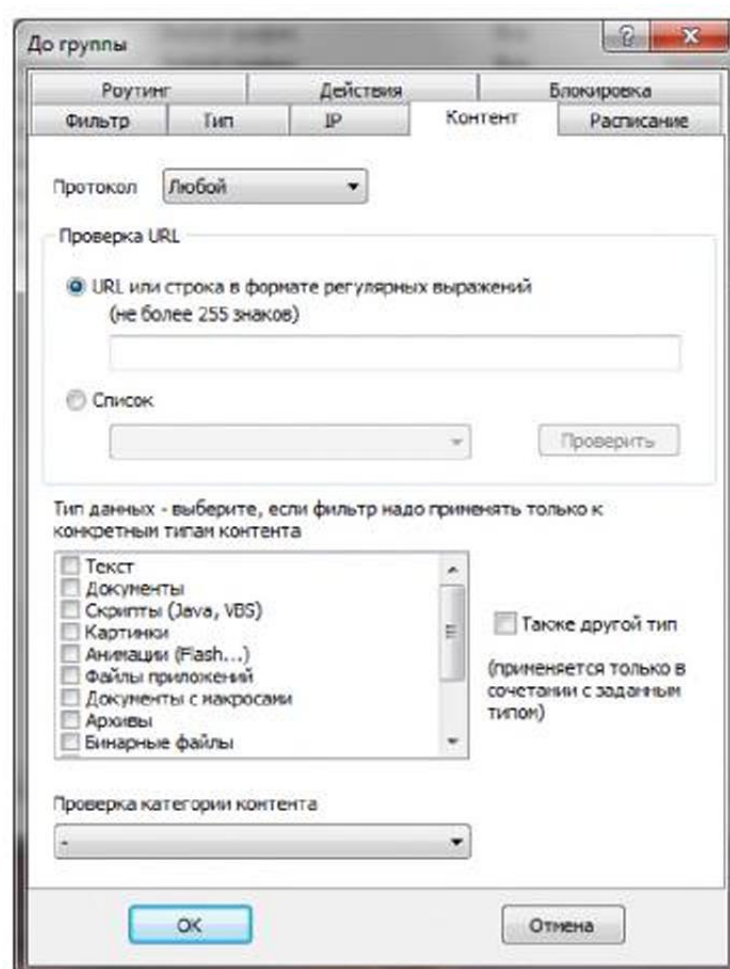 До группы
Роутинг Действия Блокировка
Фильтр Тип IP Контент Расписание
Протокол Любой
Проверка URL
URL или строка в формате регулярных выражений
(не более 255 знаков)
Список
Проверить
Тип данных - выберите, если фильтр надо применять только к
конкретным типам контента
Текст
Документы
Скрипты (Java, VBS)
Картинки
Анимации (Flash...)
Файлы приложений
Документы с макросами
Архивы
Бинарные файлы
Также другой тип
(применяется только в
сочетании с заданным
типом)
Проверка категории контента
-
OK Отмена